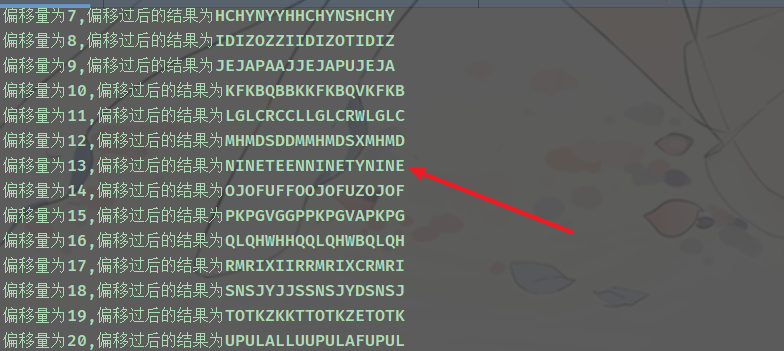 偏移量为7,偏移过后的结果为HCHYNYYHHCHYNSHCHY
偏移量为8,偏移过后的结果为IDIZOZZIIDIZOTIDIZ
偏移量为9,偏移过后的结果为JEJAPAAJJEJAPUJEJA
偏移量为10,偏移过后的结果为KFKBQBBKKFKBQVKFKB
偏移量为11,偏移过后的结果为LGLCRCCLLGLCRWLGLC
偏移量为12,偏移过后的结果为MHMDSDDMMHMDSXMHMD
偏移量为13,偏移过后的结果为NINETEENNINETYNINE
偏移量为14,偏移过后的结果为OJOFUFFOOJOFUZOJOF
偏移量为15,偏移过后的结果为PKPGVGGPPKPGVAPKPG
偏移量为16,偏移过后的结果为QLQHWHHQQLQHWBQLQH
偏移量为17,偏移过后的结果为RMRIXIIRRMRIXCRMRI
偏移量为18,偏移过后的结果为SNSJYJJSSNSJYDSNSJ
偏移量为19,偏移过后的结果为TOTKZKKTTOTKZETOTK
偏移量为20,偏移过后的结果为UPULALLUUPULAFUPUL